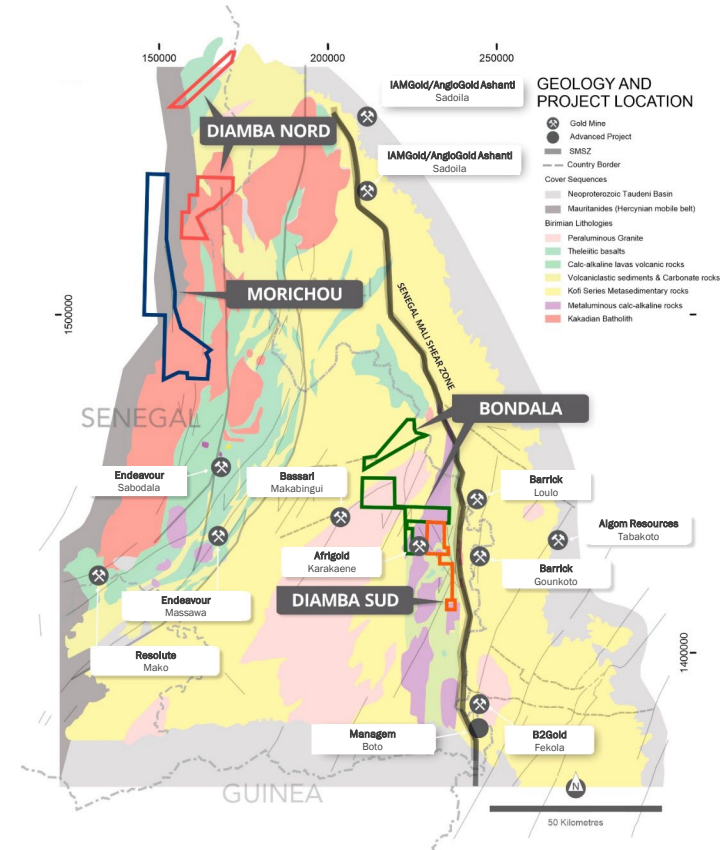 150000
200000
250000
IAMGold/AngloGold Ashanti
Sadoila
GEOLOGY AND
PROJECT LOCATION
Gold Mine
Advanced Project
SMSZ
Country Border
Cover Sequences
Neoproterozoic Taudeni Basin
Mauritanides (Hercynian mobile belt)
Birimian Lithologies
Peraluminous Granite
Theleiitic basalts
Calc-alkaline lavas volcanic rocks
Volcaniclastic sediments & Carbonate rocks
Kofi Series Metasedimentary rocks
Metaluminous calc-alkaline rocks
Kakadian Batholith
DIAMBA NORD
IAMGold/AngloGold Ashanti
Sadoila
MORICHOU
1500000
SENEGAL MALI SHEAR ZONE
BONDALA
SENEGAL
Endeavour
Sabodala
Bassari
Makabingui
Barrick
Loulo
Algom Resources
Tabakoto
Afrigold
Karakaene
Barrick
Gounkoto
DIAMBA SUD
Endeavour
Massawa
Resolute
Mako
1400000
Managem
Boto
B2Gold
Fekola
GUINEA
N
50 Kilometres